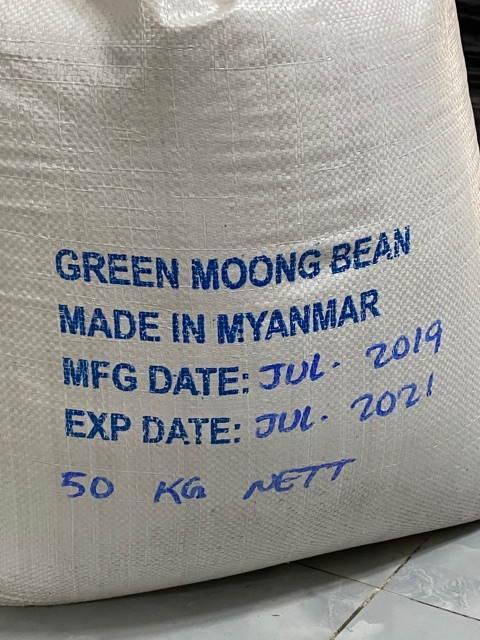 GREEN MOONG BEAN
MADE IN MYANMAR
MFG DATE: JUL. 2019
EXP DATE: JUL. 2021
50 KG NETT